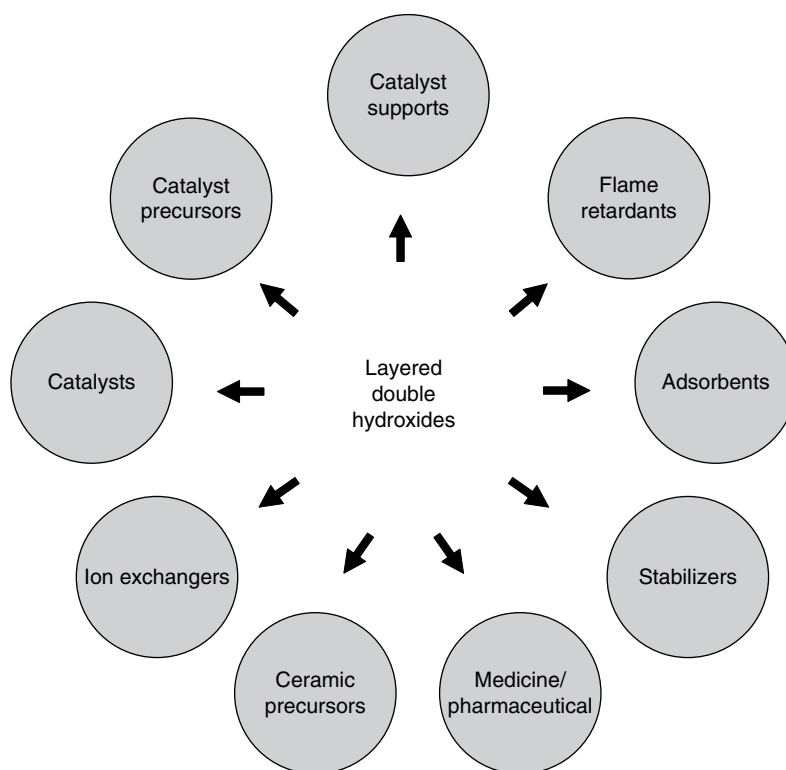 Catalyst
supports
Catalyst
precursors
Flame
retardants
Layered
double
hydroxides
Catalysts
Adsorbents
Ion exchangers
Stabilizers
Ceramic
precursors
Medicine/
pharmaceutical